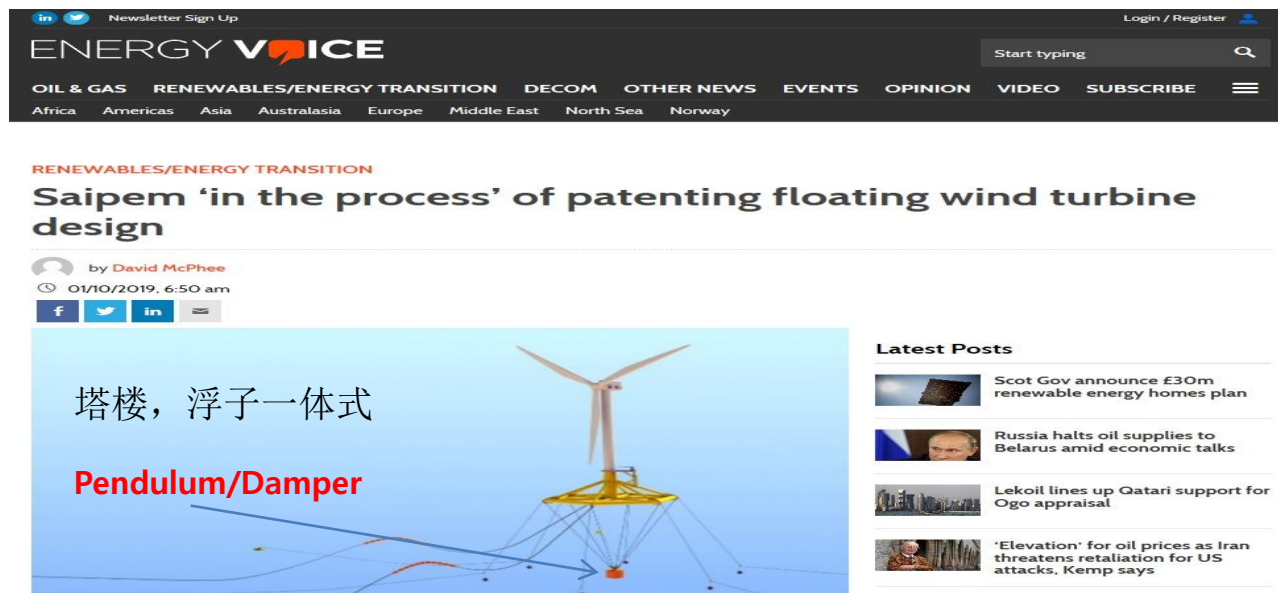 in Newsletter Sign Up Login / Register
ENERGY VOICE
Start typing
OIL & GAS RENEWABLES/ENERGY TRANSITION DECOM OTHER NEWS EVENTS OPINION VIDEO SUBSCRIBE
Africa Americas Asia Australasia Europe Middle East North Sea Norway
RENEWABLES/ENERGY TRANSITION
Saipem ‘in the process’ of patenting floating wind turbine
design
by David McPhee
01/10/2019, 6:50 am
f in
塔楼，浮子一体式
Pendulum/Damper
Latest Posts
Scot Gov announce £30m
renewable energy homes plan
Russia halts oil supplies to
Belarus amid economic talks
Lekoil lines up Qatari support for
Ogo appraisal
‘Elevation’ for oil prices as Iran
threatens retaliation for US
attacks, Kemp says